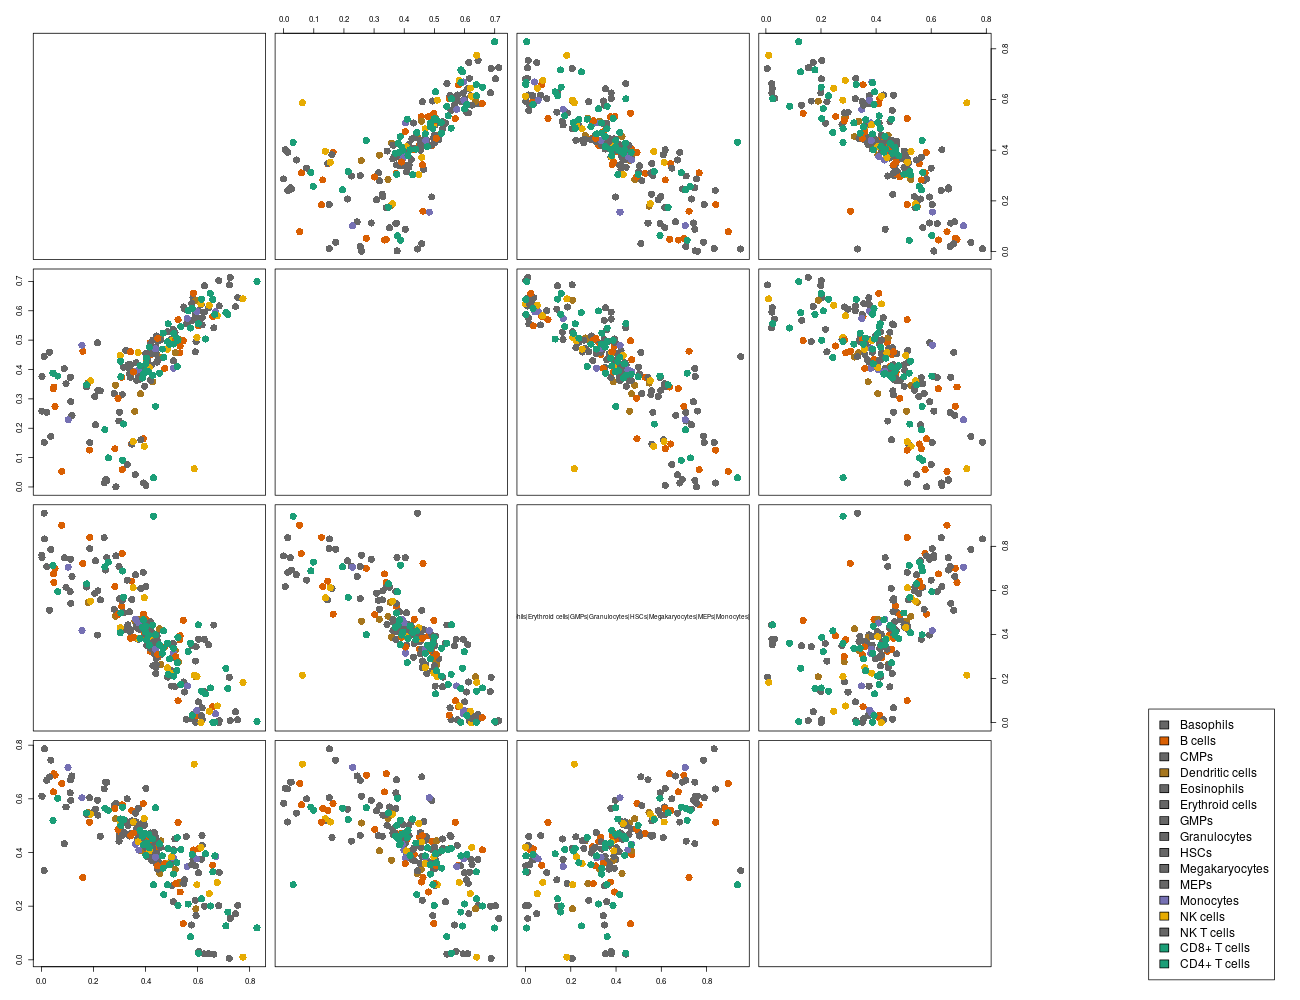 0.0 0.1 0.2 0.3 0.4 0.5 0.6 0.7
0.0 0.2 0.4 0.6 0.8
0.8
0.6
0.4
0.2
0.0
0.7
0.6
0.5
0.4
0.3
0.2
0.1
0.0
hils|Erythroid cells|GMPs|Granulocytes|HSCs|Megakaryocytes|MEPs|Monocytes|
0.8
0.6
0.4
0.2
0.0
0.8
0.6
0.4
0.2
0.0
0.0 0.2 0.4 0.6 0.8
0.0 0.2 0.4 0.6 0.8
Basophils
B cells
CMPs
Dendritic cells
Eosinophils
Erythroid cells
GMPs
Granulocytes
HSCs
Megakaryocytes
MEPs
Monocytes
NK cells
NK T cells
CD8+ T cells
CD4+ T cells